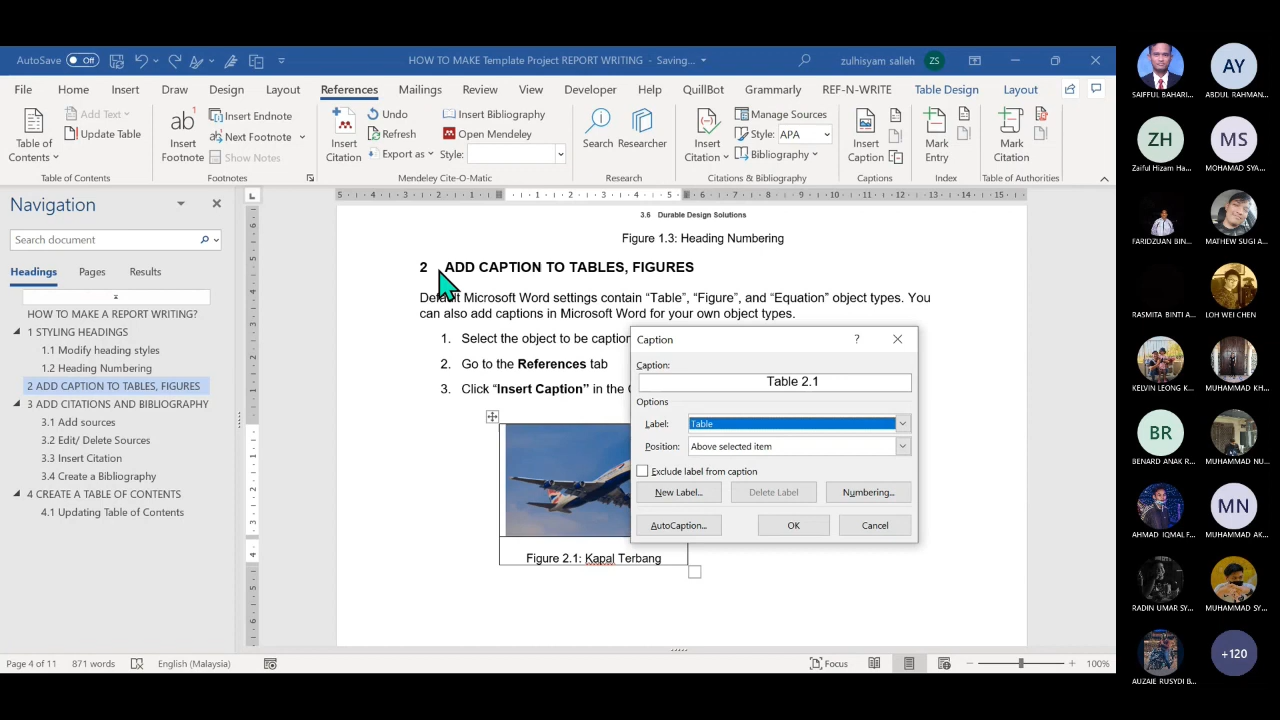 AutoSave Off
HOW TO MAKE Template Project REPORT WRITING - Saving...
zulhisyam salleh ZS
File Home Insert Draw Design Layout References Mailings Review View Developer Help QuillBot Grammarly REF-N-WRITE Table Design Layout
Table of Contents
Add Text
Update Table
Table of Contents
ab
Insert Footnote
Insert Endnote
Next Footnote
Show Notes
Footnotes
Insert Citation
Undo
Refresh
Export as
Insert Bibliography
Open Mendeley
Style:
Mendeley Cite-O-Matic
Search
Researcher
Research
Insert Citation
Manage Sources
Style: APA
Bibliography
Citations & Bibliography
Insert Caption
Captions
Mark Entry
Index
Mark Citation
Table of Authorities
Navigation
Search document
Headings Pages Results
HOW TO MAKE A REPORT WRITING?
1 STYLING HEADINGS
1.1 Modify heading styles
1.2 Heading Numbering
2 ADD CAPTION TO TABLES, FIGURES
3 ADD CITATIONS AND BIBLIOGRAPHY
3.1 Add sources
3.2 Edit/ Delete Sources
3.3 Insert Citation
3.4 Create a Bibliography
4 CREATE A TABLE OF CONTENTS
4.1 Updating Table of Contents
3.6 Durable Design Solutions
Figure 1.3: Heading Numbering
2 ADD CAPTION TO TABLES, FIGURES
Default Microsoft Word settings contain “Table”, “Figure”, and “Equation” object types. You
can also add captions in Microsoft Word for your own object types.
1. Select the object to be caption
2. Go to the References tab
3. Click “Insert Caption” in the
Figure 2.1: Kapal Terbang
Caption
?
Caption:
Table 2.1
Options
Label: Table
Position: Above selected item
Exclude label from caption
New Label... Delete Label Numbering...
AutoCaption... OK Cancel
Page 4 of 11 871 words English (Malaysia)
Focus
100%
SAIFFUL BAHARI...
AY
ABDUL RAHMAN...
ZH
Zaiful Hizam Ha...
MS
MOHAMAD SYA...
FARIDZUAN BIN...
MATHEW SUGI A...
RASMITA BINTI A...
LOH WEI CHEN
KELVIN LEONG K...
MUHAMMAD KH...
BR
BENARD ANAK R...
MUHAMMAD NU...
AHMAD IQMAL F...
MN
MUHAMMAD AK...
RADIN UMAR SY...
MUHAMMAD SY...
AUZAIE RUSYDI B...
+120